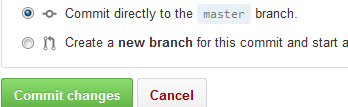 Commit directly to the master branch.
Create a new branch for this commit and start a
Commit changes Cancel